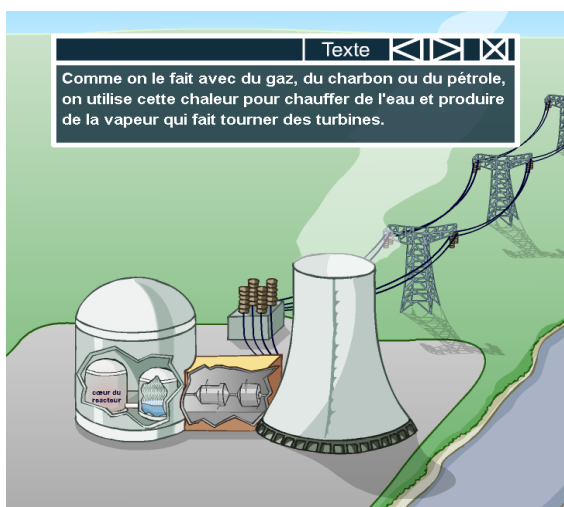 Texte
Comme on le fait avec du gaz, du charbon ou du pétrole,
on utilise cette chaleur pour chauffer de l'eau et produire
de la vapeur qui fait tourner des turbines.
cœur du
reacteur